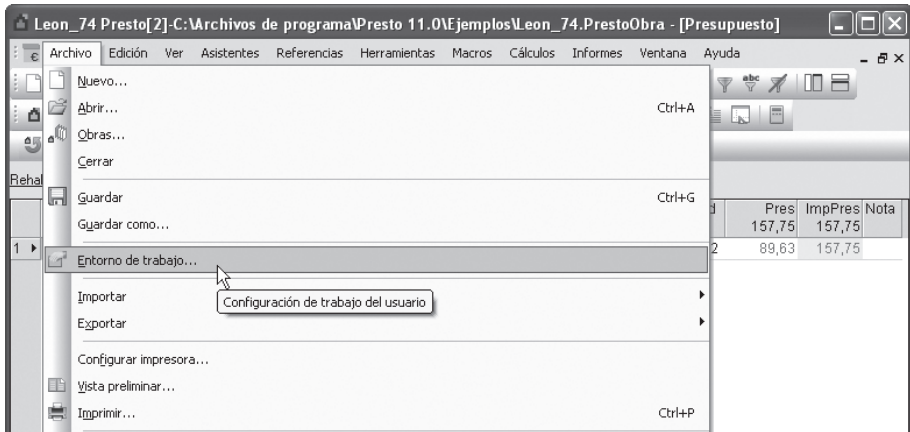 Leon_74 Presto[2]-C:\Archivos de programa\Presto 11.0\Ejemplos\Leon_74.PrestoObra - [Presupuesto]
Archivo Edición Ver Asistentes Referencias Herramientas Macros Cálculos Informes Ventana Ayuda
Nuevo...
Abrir... Ctrl+A
Obras...
Cerrar
Guardar Ctrl+G
Guardar como...
Entorno de trabajo...
Configuración de trabajo del usuario
Importar
Exportar
Configurar impresora...
Vista preliminar...
Imprimir... Ctrl+P
abc
Rehal
d Pres ImpPres Nota
157,75 157,75
1 2 89,63 157,75